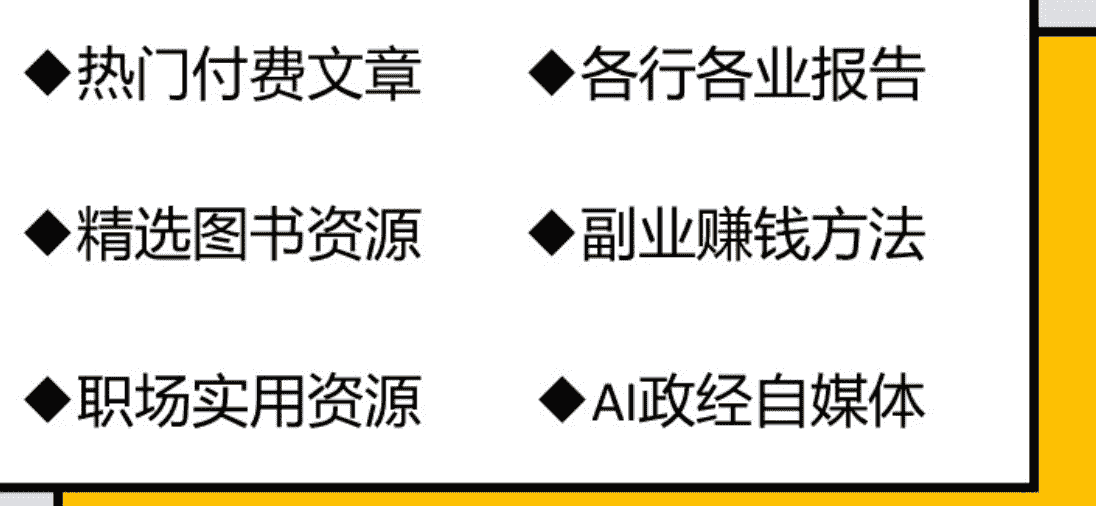 ◆热门付费文章 ◆各行各业报告
◆精选图书资源 ◆副业赚钱方法
◆职场实用资源 ◆AI政经自媒体